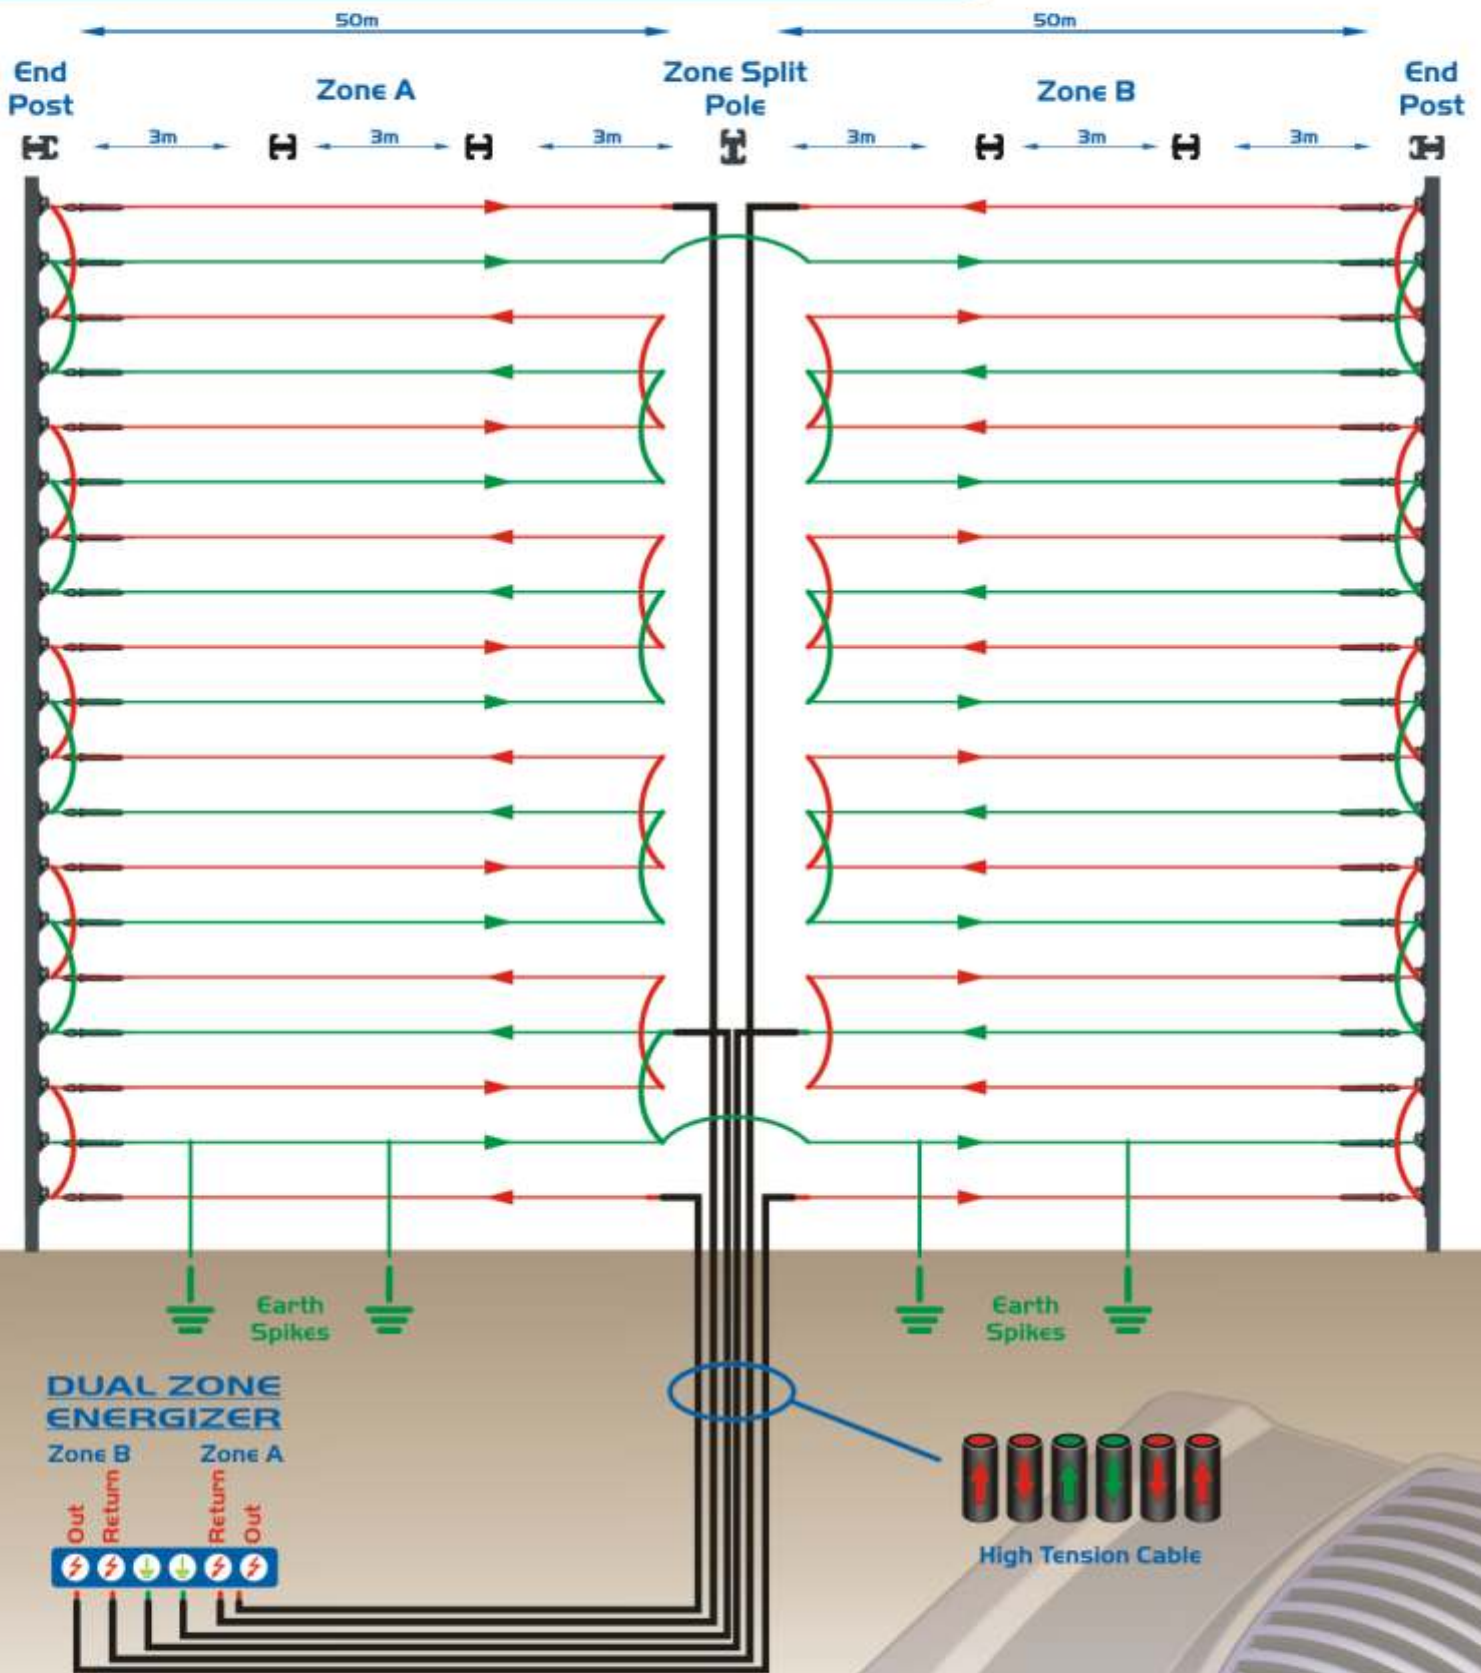 50m
50m
End
Post
Zone A
Zone Split
Pole
Zone B
End
Post
3m
3m
3m
3m
3m
3m
Earth
Spikes
Earth
Spikes
DUAL ZONE
ENERGIZER
Zone B
Zone A
Out
Return
Return
Out
High Tension Cable